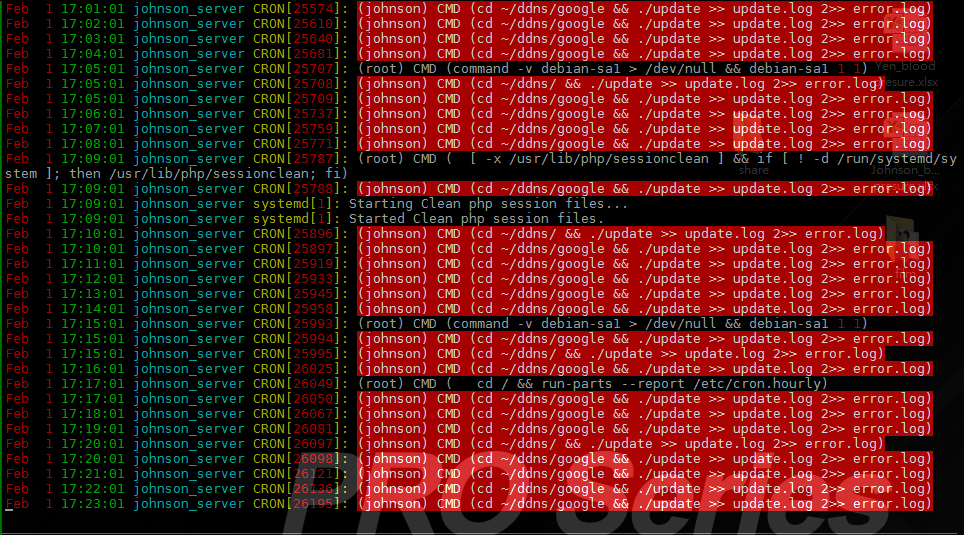 Feb  1 17:01:01 johnson_server CRON[25574]: (johnson) CMD (cd ~/ddns/google && ./update >> update.log 2>> error.log)
Feb  1 17:02:01 johnson_server CRON[25610]: (johnson) CMD (cd ~/ddns/google && ./update >> update.log 2>> error.log)
Feb  1 17:03:01 johnson_server CRON[25640]: (johnson) CMD (cd ~/ddns/google && ./update >> update.log 2>> error.log)
Feb  1 17:04:01 johnson_server CRON[25681]: (johnson) CMD (cd ~/ddns/google && ./update >> update.log 2>> error.log)
Feb  1 17:05:01 johnson_server CRON[25707]: (root) CMD (command -v debian-sa1 > /dev/null && debian-sa1 1 1)
Feb  1 17:05:01 johnson_server CRON[25708]: (johnson) CMD (cd ~/ddns/ && ./update >> update.log 2>> error.log)
Feb  1 17:05:01 johnson_server CRON[25709]: (johnson) CMD (cd ~/ddns/google && ./update >> update.log 2>> error.log)
Feb  1 17:06:01 johnson_server CRON[25737]: (johnson) CMD (cd ~/ddns/google && ./update >> update.log 2>> error.log)
Feb  1 17:07:01 johnson_server CRON[25759]: (johnson) CMD (cd ~/ddns/google && ./update >> update.log 2>> error.log)
Feb  1 17:08:01 johnson_server CRON[25771]: (johnson) CMD (cd ~/ddns/google && ./update >> update.log 2>> error.log)
Feb  1 17:09:01 johnson_server CRON[25787]: (root) CMD (  [ -x /usr/lib/php/sessionclean ] && if [ ! -d /run/systemd/sy
stem ]; then /usr/lib/php/sessionclean; fi)
Feb  1 17:09:01 johnson_server CRON[25788]: (johnson) CMD (cd ~/ddns/google && ./update >> update.log 2>> error.log)
Feb  1 17:09:01 johnson_server systemd[1]: Starting Clean php session files...
Feb  1 17:09:01 johnson_server systemd[1]: Started Clean php session files.
Feb  1 17:10:01 johnson_server CRON[25896]: (johnson) CMD (cd ~/ddns/ && ./update >> update.log 2>> error.log)
Feb  1 17:10:01 johnson_server CRON[25897]: (johnson) CMD (cd ~/ddns/google && ./update >> update.log 2>> error.log)
Feb  1 17:11:01 johnson_server CRON[25919]: (johnson) CMD (cd ~/ddns/google && ./update >> update.log 2>> error.log)
Feb  1 17:12:01 johnson_server CRON[25933]: (johnson) CMD (cd ~/ddns/google && ./update >> update.log 2>> error.log)
Feb  1 17:13:01 johnson_server CRON[25945]: (johnson) CMD (cd ~/ddns/google && ./update >> update.log 2>> error.log)
Feb  1 17:14:01 johnson_server CRON[25958]: (johnson) CMD (cd ~/ddns/google && ./update >> update.log 2>> error.log)
Feb  1 17:15:01 johnson_server CRON[25993]: (root) CMD (command -v debian-sa1 > /dev/null && debian-sa1 1 1)
Feb  1 17:15:01 johnson_server CRON[25994]: (johnson) CMD (cd ~/ddns/google && ./update >> update.log 2>> error.log)
Feb  1 17:15:01 johnson_server CRON[25995]: (johnson) CMD (cd ~/ddns/ && ./update >> update.log 2>> error.log)
Feb  1 17:16:01 johnson_server CRON[26025]: (johnson) CMD (cd ~/ddns/google && ./update >> update.log 2>> error.log)
Feb  1 17:17:01 johnson_server CRON[26049]: (root) CMD (   cd / && run-parts --report /etc/cron.hourly)
Feb  1 17:17:01 johnson_server CRON[26050]: (johnson) CMD (cd ~/ddns/google && ./update >> update.log 2>> error.log)
Feb  1 17:18:01 johnson_server CRON[26067]: (johnson) CMD (cd ~/ddns/google && ./update >> update.log 2>> error.log)
Feb  1 17:19:01 johnson_server CRON[26081]: (johnson) CMD (cd ~/ddns/google && ./update >> update.log 2>> error.log)
Feb  1 17:20:01 johnson_server CRON[26097]: (johnson) CMD (cd ~/ddns/ && ./update >> update.log 2>> error.log)
Feb  1 17:20:01 johnson_server CRON[26098]: (johnson) CMD (cd ~/ddns/google && ./update >> update.log 2>> error.log)
Feb  1 17:21:01 johnson_server CRON[26121]: (johnson) CMD (cd ~/ddns/google && ./update >> update.log 2>> error.log)
Feb  1 17:22:01 johnson_server CRON[26136]: (johnson) CMD (cd ~/ddns/google && ./update >> update.log 2>> error.log)
Feb  1 17:23:01 johnson_server CRON[26195]: (johnson) CMD (cd ~/ddns/google && ./update >> update.log 2>> error.log)
Yen_blood
share
Johnson_b...
PRO Series